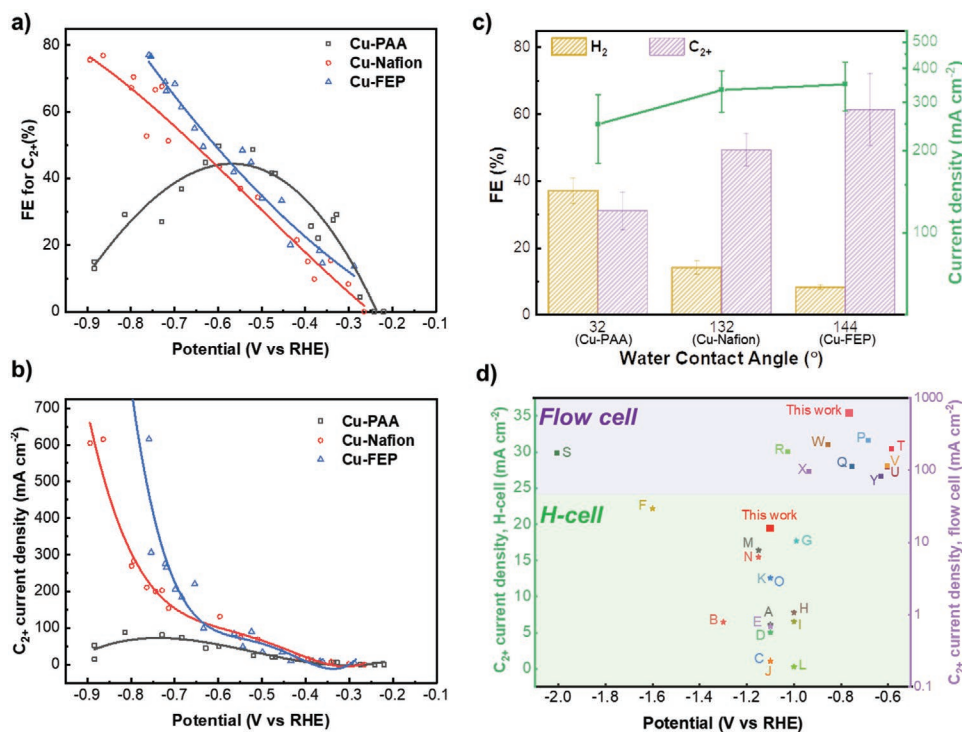 a)
80
60
40
20
0
FE for C2+(%)
Cu-PAA
Cu-Nafion
Cu-FEP
-0.9 -0.8 -0.7 -0.6 -0.5 -0.4 -0.3 -0.2 -0.1
Potential (V vs RHE)
c)
H2
C2+
80
60
40
20
0
FE (%)
500
400
300
200
100
Current density (mA cm-2)
32 132 144
(Cu-PAA) (Cu-Nafion) (Cu-FEP)
Water Contact Angle (°)
b)
700
600
500
400
300
200
100
0
C2+ current density (mA cm-2)
Cu-PAA
Cu-Nafion
Cu-FEP
-0.9 -0.8 -0.7 -0.6 -0.5 -0.4 -0.3 -0.2 -0.1
Potential (V vs RHE)
d)
35
30
25
20
15
10
5
0
C2+ current density, H-cell (mA cm-2)
Flow cell
This work
S
R
W
P
T
X
Q
V
Y
U
H-cell
F
This work
M
G
N
K
O
A
H
B
E
I
D
C
J
L
1000
100
10
1
0.1
C2+ current density, flow cell (mA cm-2)
-2.0 -1.8 -1.6 -1.4 -1.2 -1.0 -0.8 -0.6
Potential (V vs RHE)